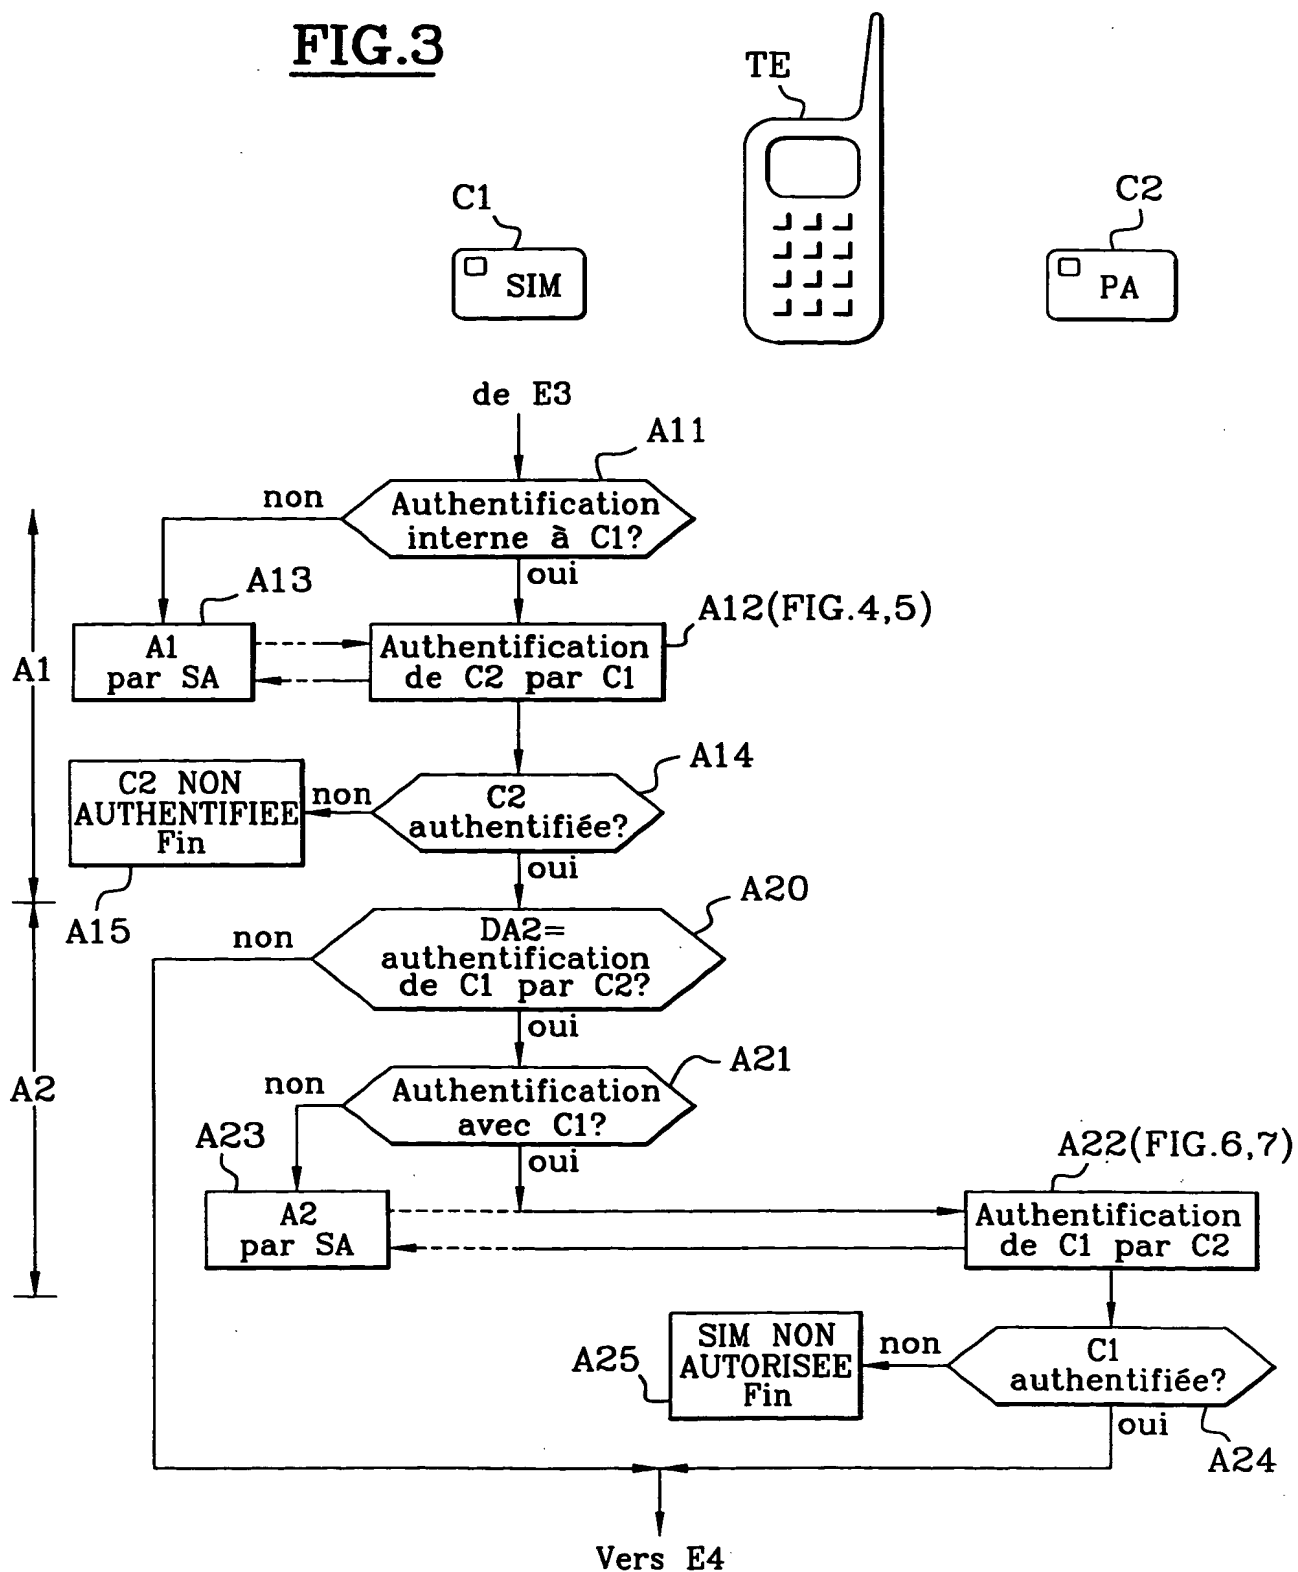 FIG.3
TE
C1
C2
SIM
PA
de E3
A11
non
Authentification
interne à C1?
oui
A13
A12(FIG.4,5)
A1
A1
par SA
Authentification
de C2 par C1
A14
C2 NON
AUTHENTIFIEE
Fin
non
C2
authentifiée?
oui
A15
A20
non
DA2=
authentification
de C1 par C2?
oui
A21
A2
non
Authentification
avec C1?
oui
A23
A22(FIG.6,7)
A2
par SA
Authentification
de C1 par C2
A25
SIM NON
AUTORISEE
Fin
non
C1
authentifiée?
oui
A24
Vers E4